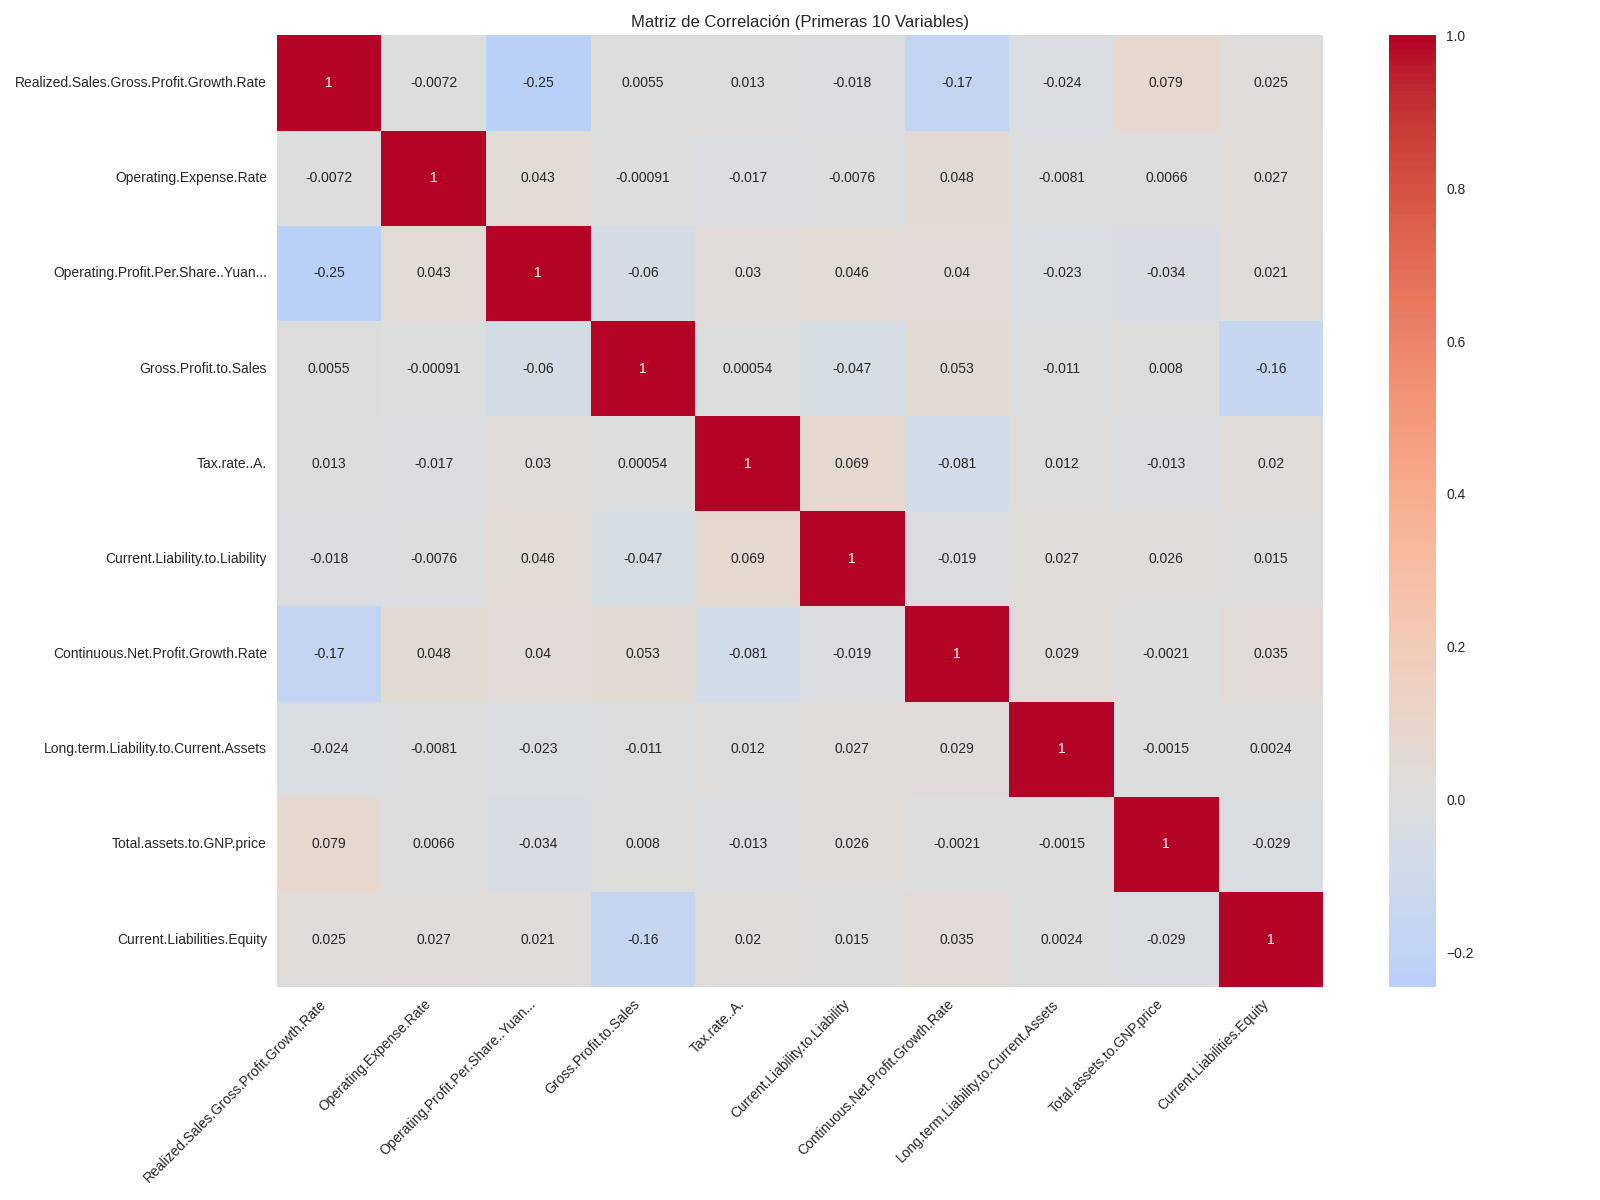 Matriz de Correlación (Primeras 10 Variables)
Realized.Sales.Gross.Profit.Growth.Rate 1 -0.0072 -0.25 0.0055 0.013 -0.018 -0.17 -0.024 0.079 0.025
Operating.Expense.Rate -0.0072 1 0.043 -0.00091 -0.017 -0.0076 0.048 -0.0081 0.0066 0.027
Operating.Profit.Per.Share..Yuan... -0.25 0.043 1 -0.06 0.03 0.046 0.04 -0.023 -0.034 0.021
Gross.Profit.to.Sales 0.0055 -0.00091 -0.06 1 0.00054 -0.047 0.053 -0.011 0.008 -0.16
Tax.rate..A. 0.013 -0.017 0.03 0.00054 1 0.069 -0.081 0.012 -0.013 0.02
Current.Liability.to.Liability -0.018 -0.0076 0.046 -0.047 0.069 1 -0.019 0.027 0.026 0.015
Continuous.Net.Profit.Growth.Rate -0.17 0.048 0.04 0.053 -0.081 -0.019 1 0.029 -0.0021 0.035
Long.term.Liability.to.Current.Assets -0.024 -0.0081 -0.023 -0.011 0.012 0.027 0.029 1 -0.0015 0.0024
Total.assets.to.GNP.price 0.079 0.0066 -0.034 0.008 -0.013 0.026 -0.0021 -0.0015 1 -0.029
Current.Liabilities.Equity 0.025 0.027 0.021 -0.16 0.02 0.015 0.035 0.0024 -0.029 1
Realized.Sales.Gross.Profit.Growth.Rate
Operating.Expense.Rate
Operating.Profit.Per.Share..Yuan...
Gross.Profit.to.Sales
Tax.rate..A.
Current.Liability.to.Liability
Continuous.Net.Profit.Growth.Rate
Long.term.Liability.to.Current.Assets
Total.assets.to.GNP.price
Current.Liabilities.Equity
1.0
0.8
0.6
0.4
0.2
0.0
−0.2